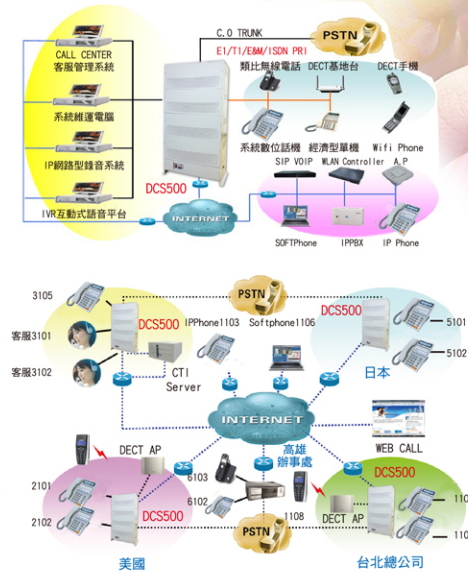 C.O TRUNK
PSTN
E1/T1/E&M/ISDN PRI
CALL CENTER
客服管理系統
類比無線電話
DECT基地台
DECT手機
系統維運電腦
系統數位話機
經濟型單機
Wifi Phone
IP網路型錄音系統
SIP VOIP
WLAN Controller
A.P
DCS500
IVR互動式語音平台
INTERNET
SOFTPhone
IPPBX
IP Phone
3105
PSTN
DCS500
DCS500
IPPhone1103
Softphone1106
5101
客服3101
5102
客服3102
CTI
Server
日本
INTERNET
高雄
辦事處
WEB CALL
DECT AP
DCS500
2101
6103
6102
DCS500
2102
1108
DECT AP
PSTN
美國
台北總公司